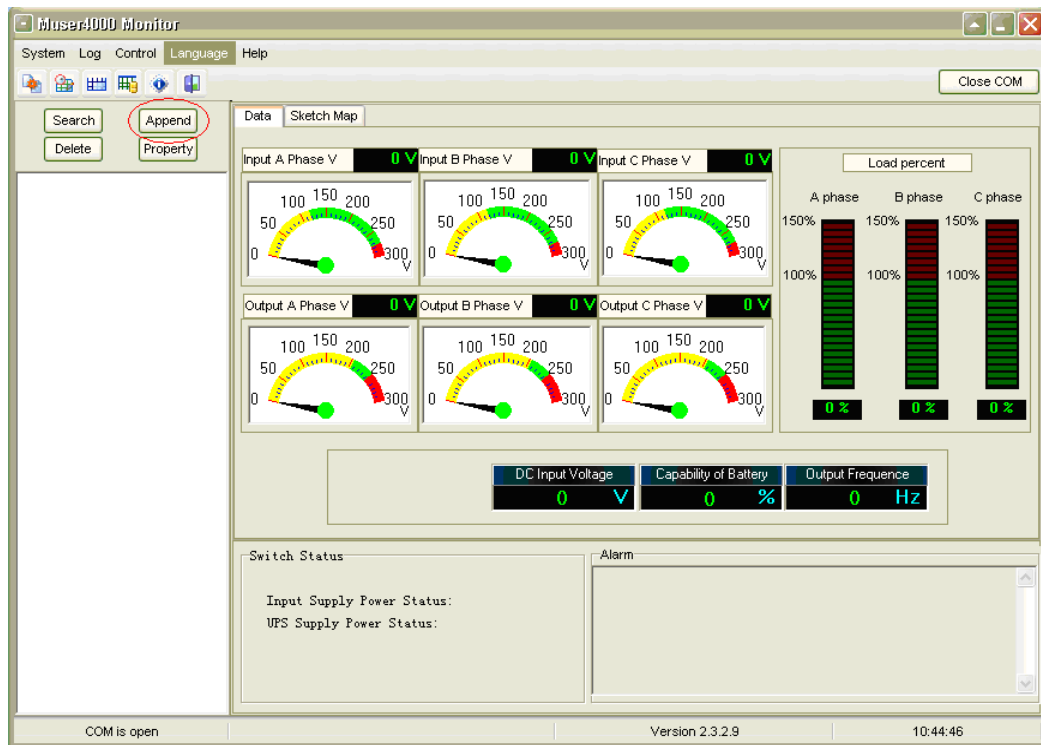 Muser4000 Monitor
System Log Control Language Help
Close COM
Search Append
Delete Property
Data Sketch Map
Input A Phase V 0 V Input B Phase V 0 V Input C Phase V 0 V
0 50 100 150 200 250 300 V
0 50 100 150 200 250 300 V
0 50 100 150 200 250 300 V
Output A Phase V 0 V Output B Phase V 0 V Output C Phase V 0 V
0 50 100 150 200 250 300 V
0 50 100 150 200 250 300 V
0 50 100 150 200 250 300 V
Load percent
A phase B phase C phase
150% 150% 150%
100% 100% 100%
0 % 0 % 0 %
DC Input Voltage Capability of Battery Output Frequence
0 V 0 % 0 Hz
Switch Status
Input Supply Power Status:
UPS Supply Power Status:
Alarm
COM is open Version 2.3.2.9 10:44:46